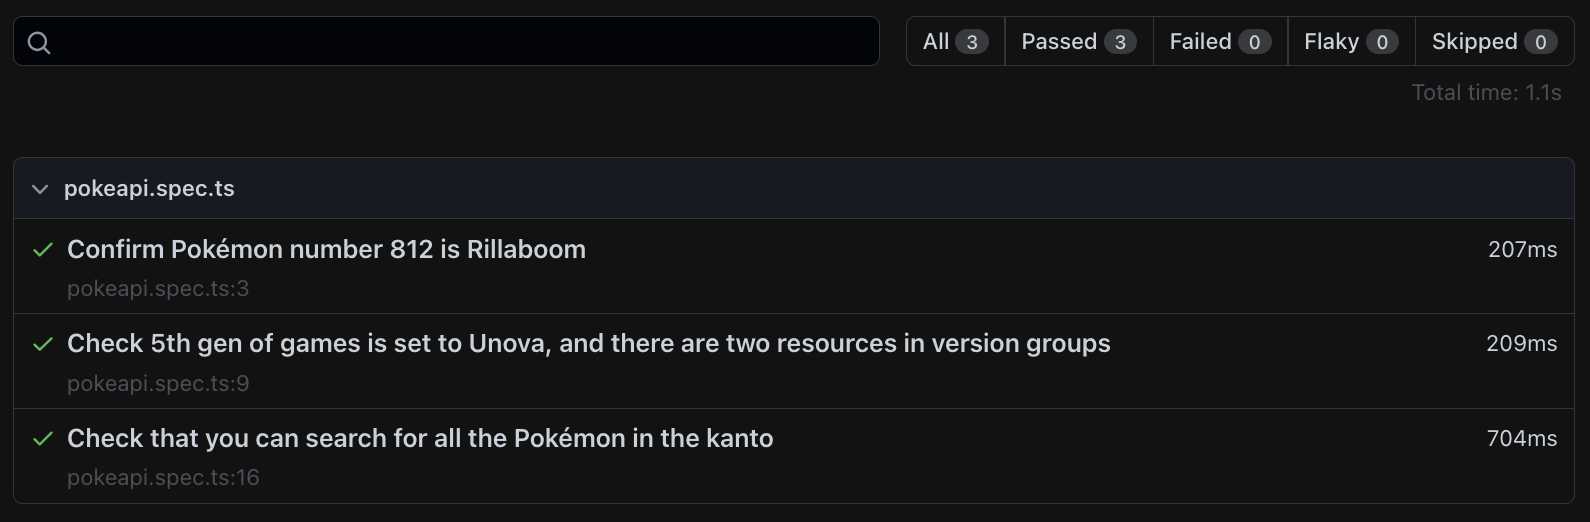 All 3 Passed 3 Failed 0 Flaky 0 Skipped 0
Total time: 1.1s
pokeapi.spec.ts
Confirm Pokémon number 812 is Rillaboom 207ms
pokeapi.spec.ts:3
Check 5th gen of games is set to Unova, and there are two resources in version groups 209ms
pokeapi.spec.ts:9
Check that you can search for all the Pokémon in the kanto 704ms
pokeapi.spec.ts:16